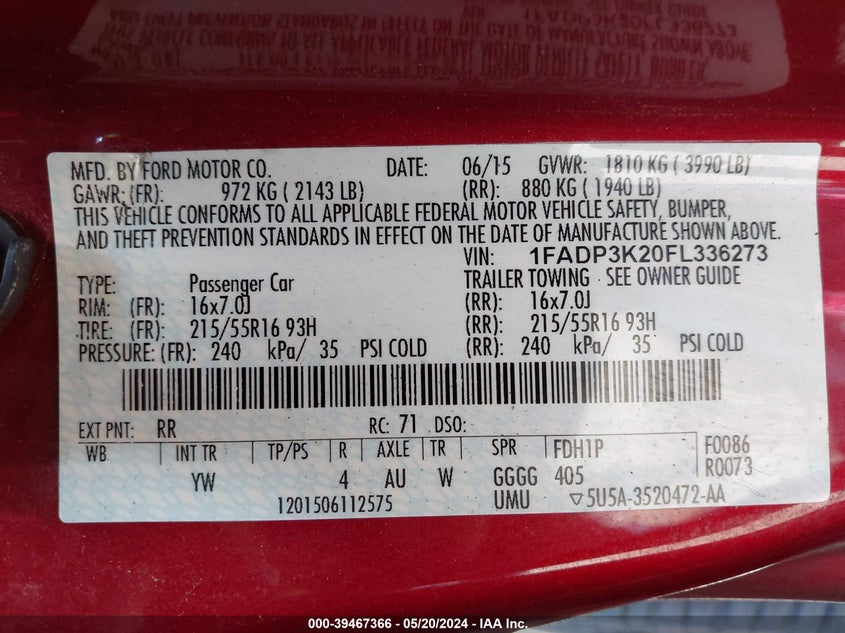 MFD. BY FORD MOTOR CO. DATE: 06/15 GVWR: 1810 KG ( 3990 LB)
GAWR: (FR): 972 KG ( 2143 LB) (RR): 880 KG ( 1940 LB)
THIS VEHICLE CONFORMS TO ALL APPLICABLE FEDERAL MOTOR VEHICLE SAFETY, BUMPER,
AND THEFT PREVENTION STANDARDS IN EFFECT ON THE DATE OF MANUFACTURE SHOWN ABOVE.
VIN: 1FADP3K20FL336273
TYPE: Passenger Car TRAILER TOWING - SEE OWNER GUIDE
RIM: (FR): 16x7.0J (RR): 16x7.0J
TIRE: (FR): 215/55R16 93H (RR): 215/55R16 93H
PRESSURE: (FR): 240 kPa/ 35 PSI COLD (RR): 240 kPa/ 35 PSI COLD
EXT PNT: RR RC: 71 DSO:
WB INT TR TP/PS R AXLE TR SPR FDH1P F0086
YW 4 AU W GGGG 405 R0073
1201506112575 UMU ▽5U5A-3520472-AA
000-39467366 - 05/20/2024 - IAA Inc.